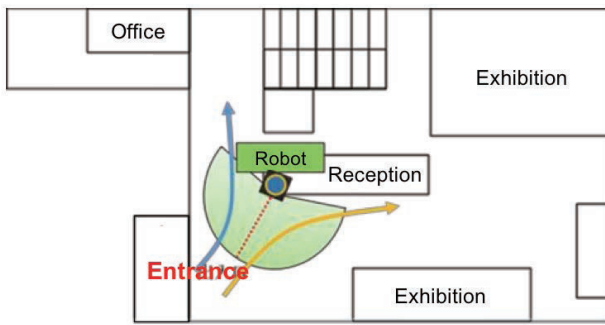 Office
Exhibition
Robot
Reception
Entrance
Exhibition